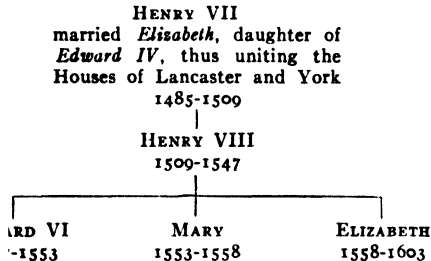 HENRY VII
married Elizabeth, daughter of
Edward IV, thus uniting the
Houses of Lancaster and York
1485-1509
HENRY VIII
1509-1547
ARD VI MARY ELIZABETH
-1553 1553-1558 1558-1603